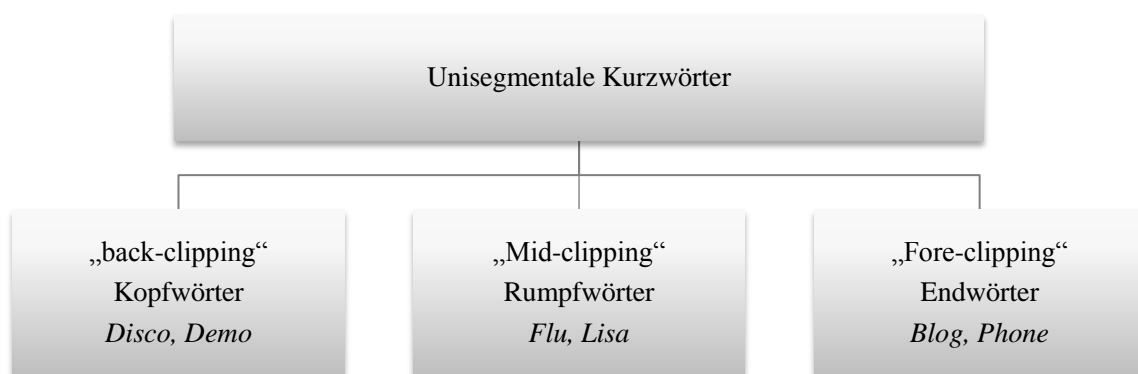 Unisegmentale Kurzwörter
„back-clipping“
Kopfwörter
Disco, Demo
„Mid-clipping“
Rumpfwörter
Flu, Lisa
„Fore-clipping“
Endwörter
Blog, Phone